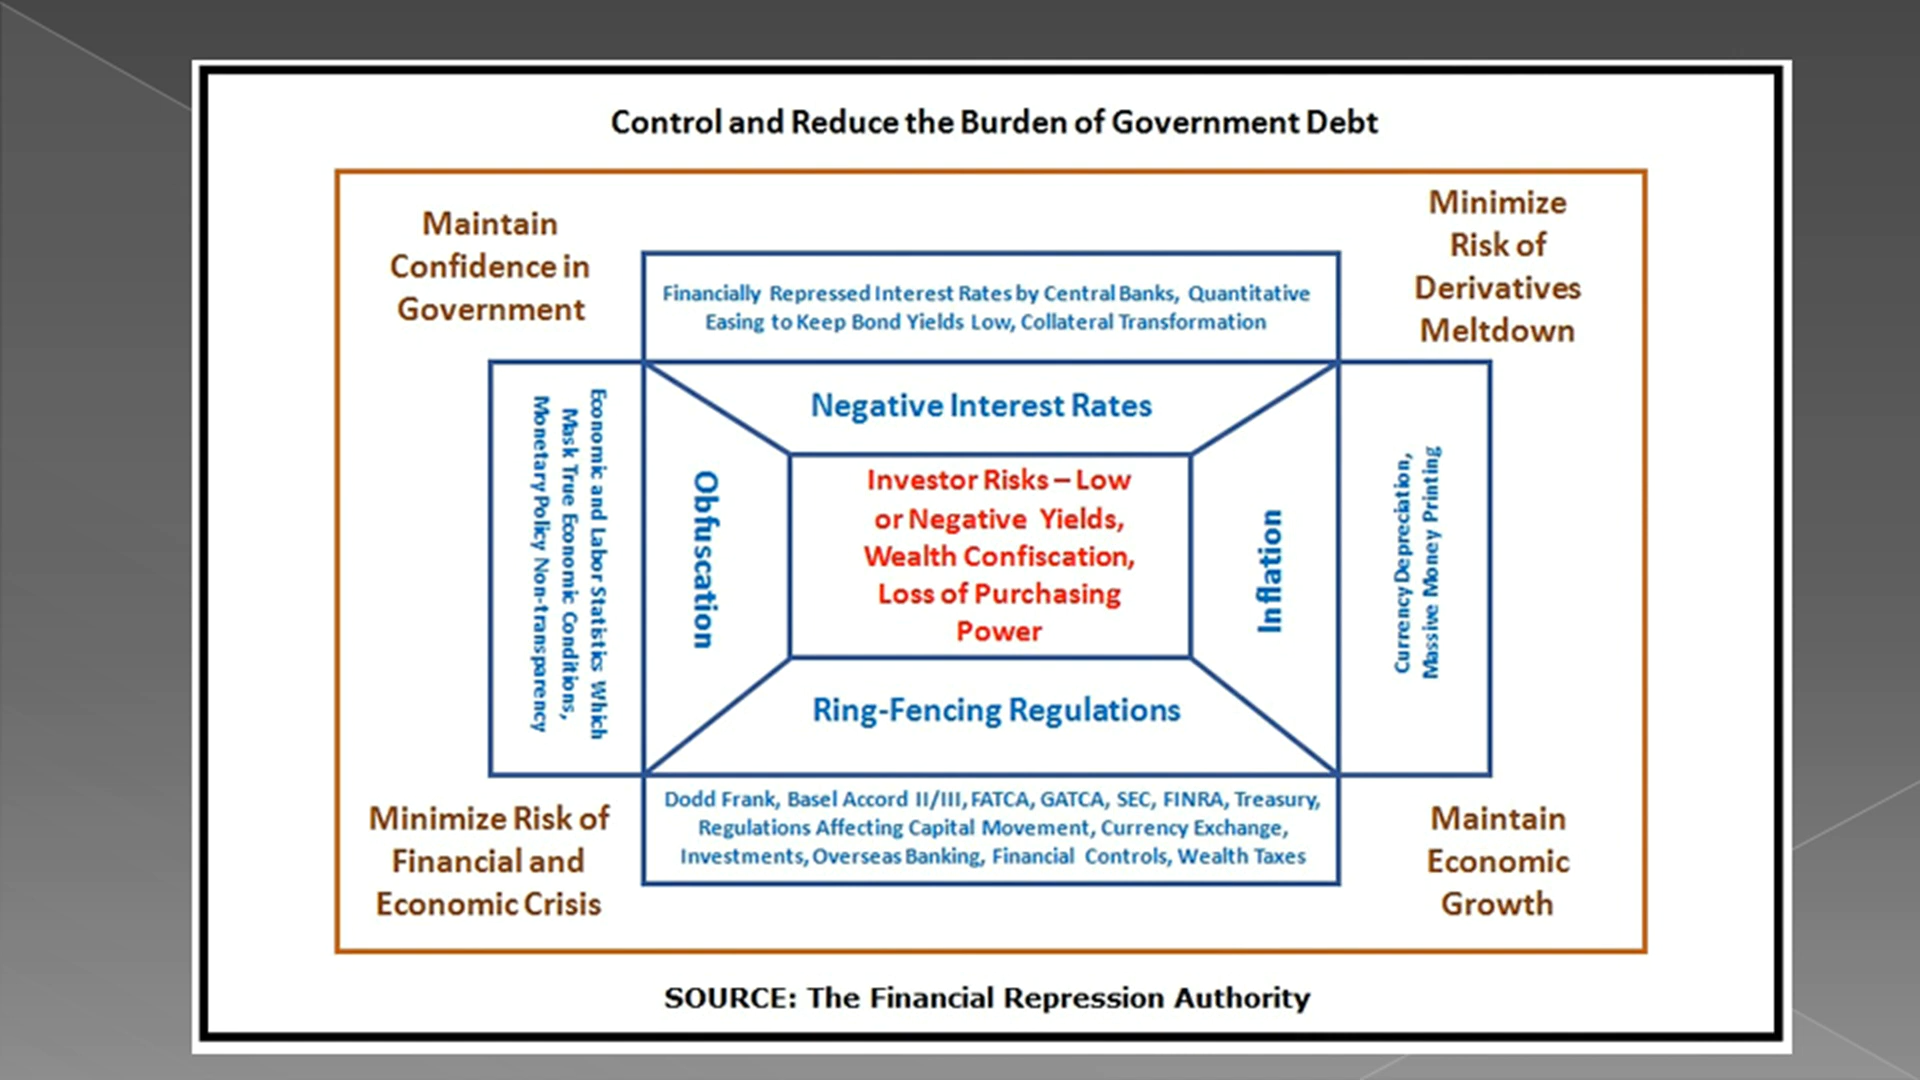 Control and Reduce the Burden of Government Debt
Maintain
Confidence in
Government
Minimize
Risk of
Derivatives
Meltdown
Financially Repressed Interest Rates by Central Banks, Quantitative
Easing to Keep Bond Yields Low, Collateral Transformation
Negative Interest Rates
Economic and Labor Statistics Which
Mask True Economic Conditions,
Monetary Policy Non-transparency
Obfuscation
Investor Risks – Low
or Negative Yields,
Wealth Confiscation,
Loss of Purchasing
Power
Inflation
Currency Depreciation,
Massive Money Printing
Ring-Fencing Regulations
Dodd Frank, Basel Accord II/III, FATCA, GATCA, SEC, FINRA, Treasury,
Regulations Affecting Capital Movement, Currency Exchange,
Investments, Overseas Banking, Financial Controls, Wealth Taxes
Minimize Risk of
Financial and
Economic Crisis
Maintain
Economic
Growth
SOURCE: The Financial Repression Authority